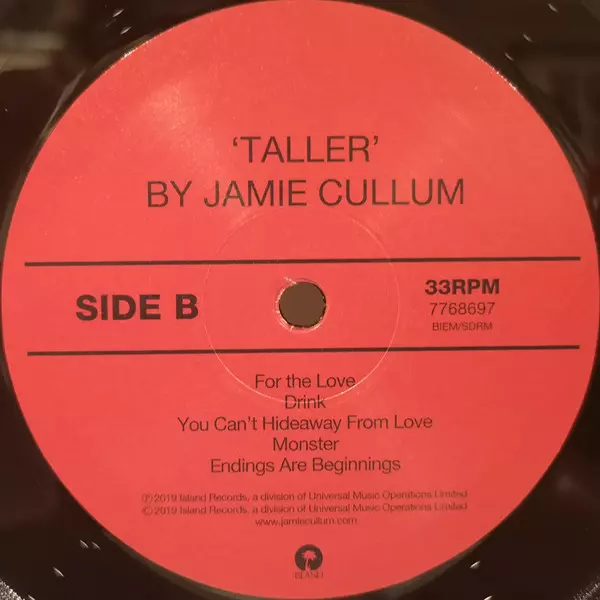 ‘TALLER’
BY JAMIE CULLUM
SIDE B
33RPM
7768697
BIEM/SDRM
For the Love
Drink
You Can't Hideaway From Love
Monster
Endings Are Beginnings
℗2019 Island Records, a division of Universal Music Operations Limited
©2019 Island Records, a division of Universal Music Operations Limited
www.jamiecullum.com
ISLAND